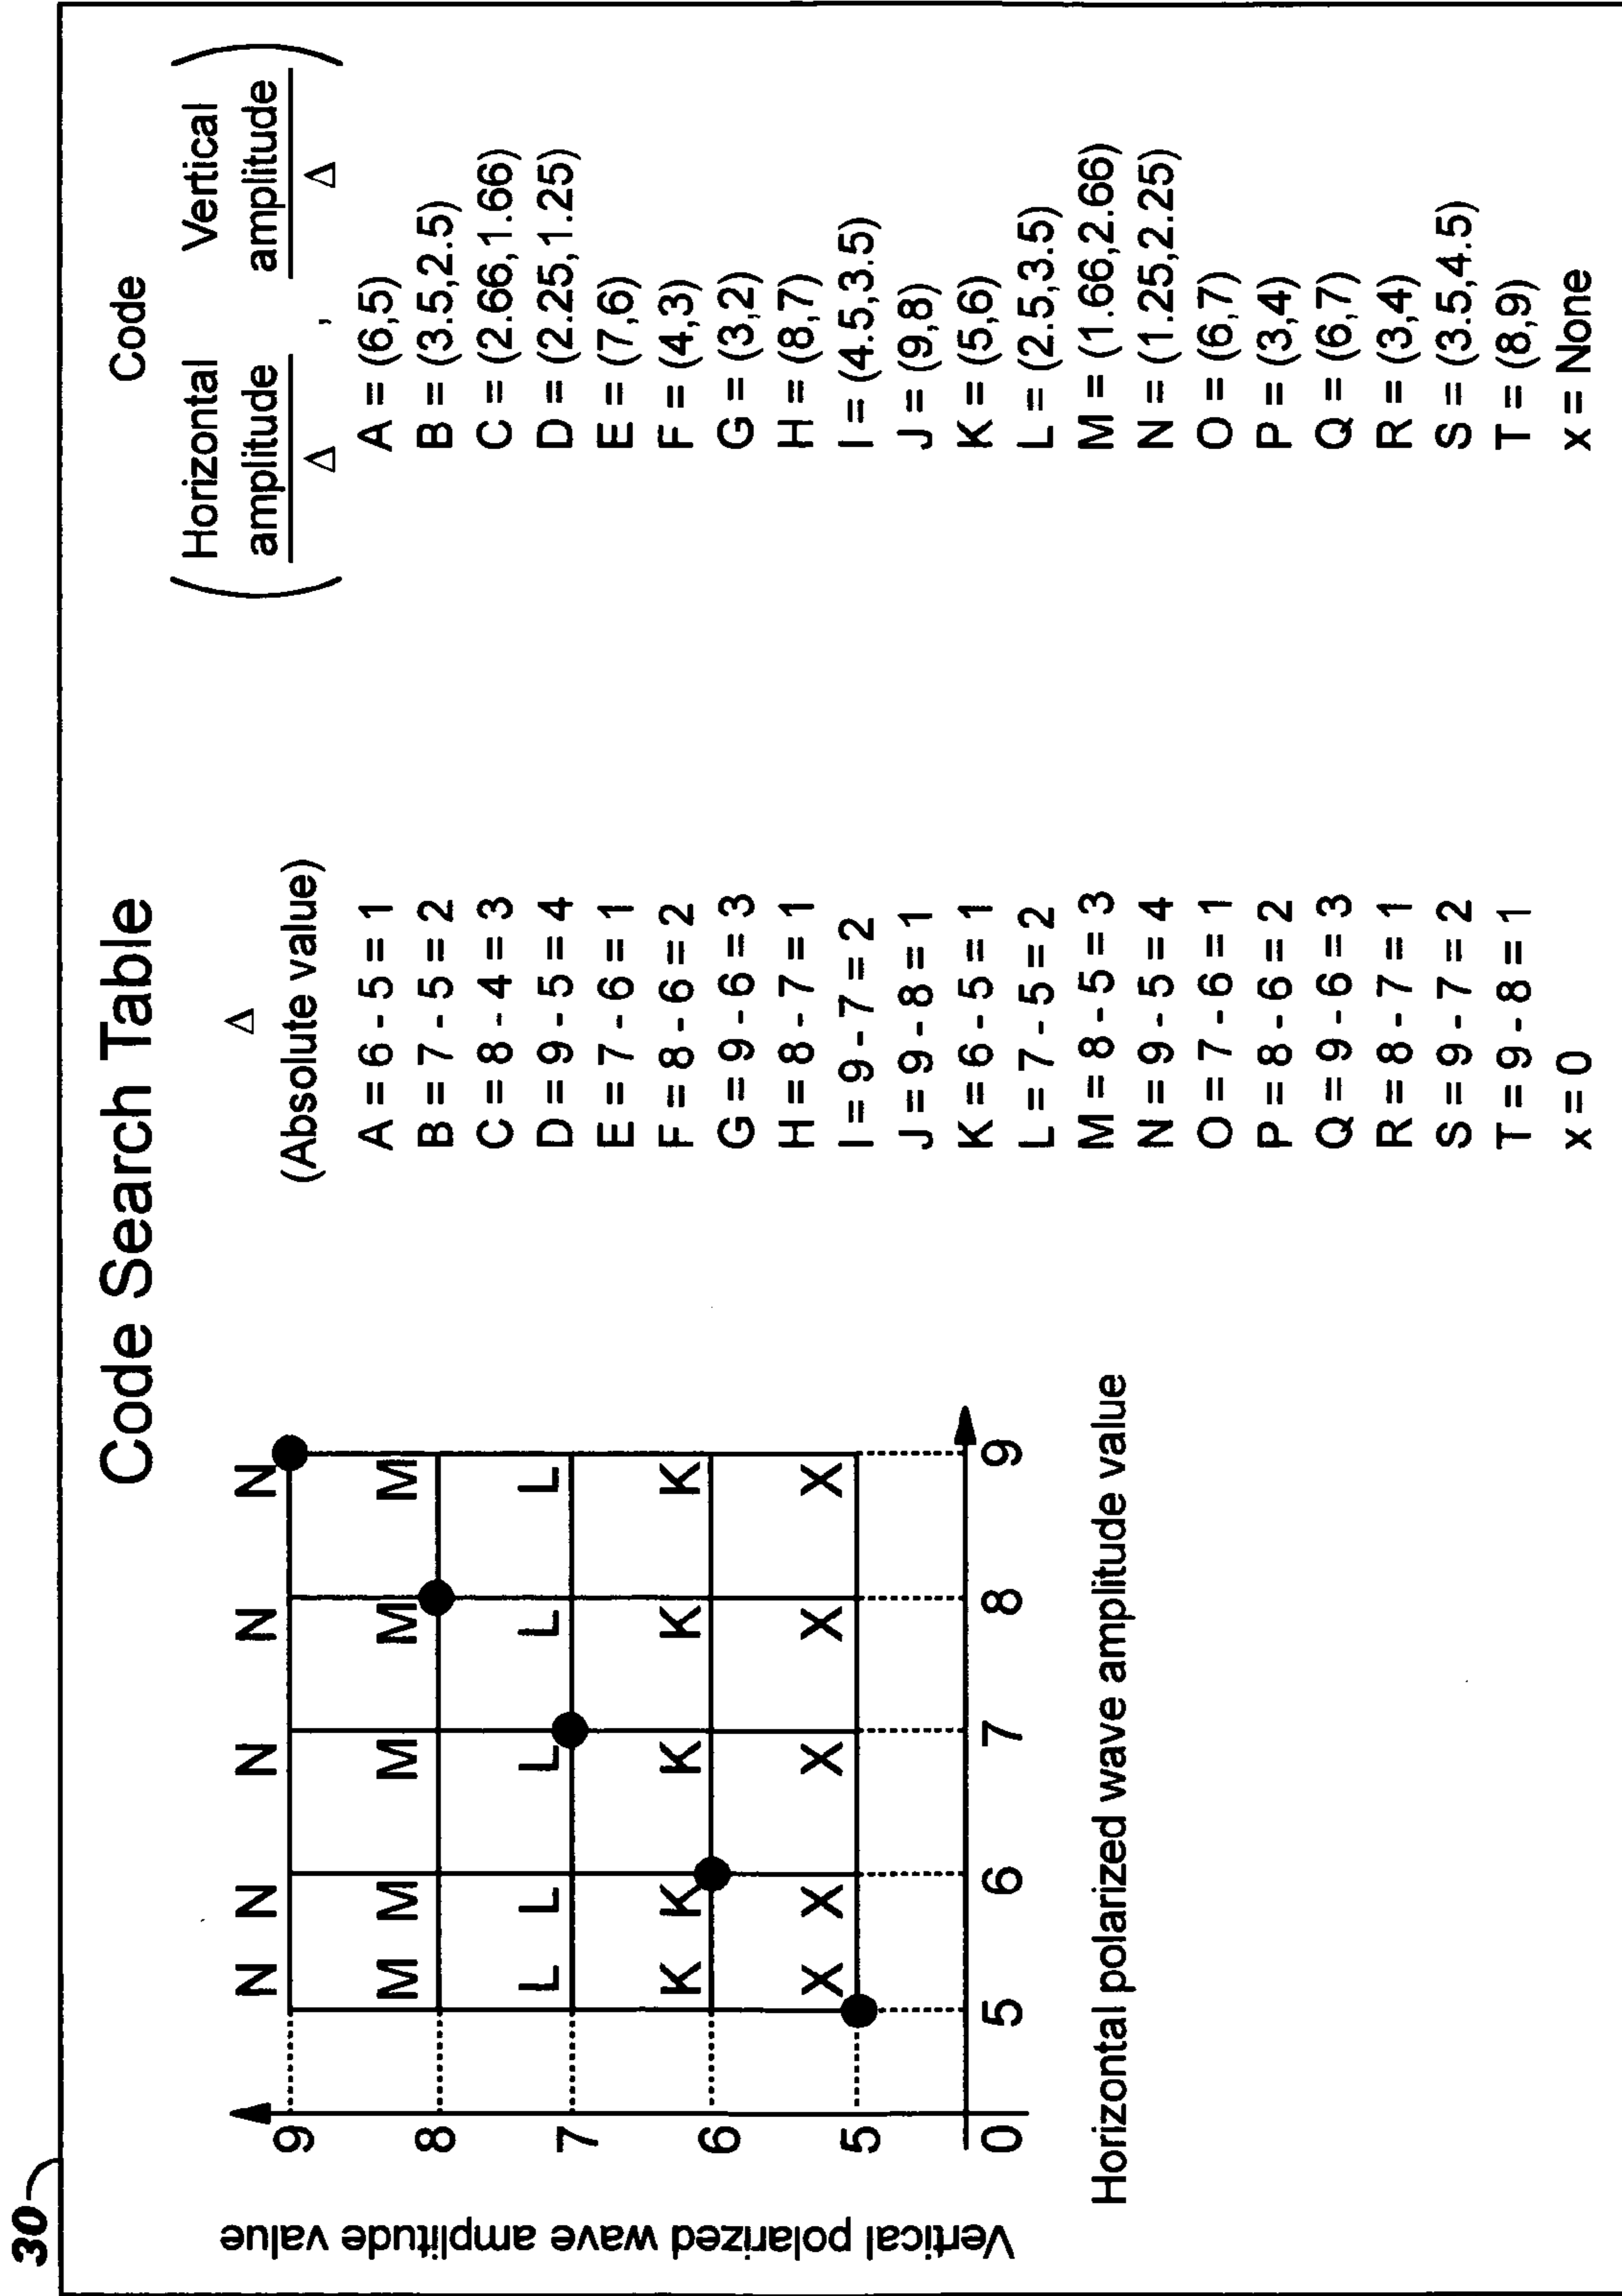 30
Code Search Table
Vertical polarized wave amplitude value
9
8
7
6
5
0
N N N N N
M M M M M
L L L L L
K K K K K
X X X X X
5 6 7 8 9
Horizontal polarized wave amplitude value
Δ
(Absolute value)
A = 6 - 5 = 1
B = 7 - 5 = 2
C = 8 - 4 = 3
D = 9 - 5 = 4
E = 7 - 6 = 1
F = 8 - 6 = 2
G = 9 - 6 = 3
H = 8 - 7 = 1
I = 9 - 7 = 2
J = 9 - 8 = 1
K = 6 - 5 = 1
L = 7 - 5 = 2
M = 8 - 5 = 3
N = 9 - 5 = 4
O = 7 - 6 = 1
P = 8 - 6 = 2
Q = 9 - 6 = 3
R = 8 - 7 = 1
S = 9 - 7 = 2
T = 9 - 8 = 1
x = 0
Code
( Horizontal amplitude / Δ , Vertical amplitude / Δ )
A = (6,5)
B = (3.5,2.5)
C = (2.66,1.66)
D = (2.25,1.25)
E = (7,6)
F = (4,3)
G = (3,2)
H = (8,7)
I = (4.5,3.5)
J = (9,8)
K = (5,6)
L = (2.5,3.5)
M = (1.66,2.66)
N = (1.25,2.25)
O = (6,7)
P = (3,4)
Q = (6,7)
R = (3,4)
S = (3.5,4.5)
T = (8,9)
x = None